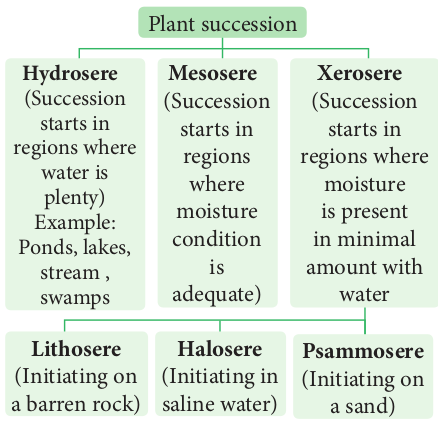 Plant succession
Hydrosere
(Succession
starts in
regions where
water is
plenty)
Example:
Ponds, lakes,
stream ,
swamps
Mesosere
(Succession
starts in
regions
where
moisture
condition
is
adequate)
Xerosere
(Succession
starts in
regions where
moisture
is present
in minimal
amount with
water
Lithosere
(Initiating on
a barren rock)
Halosere
(Initiating in
saline water)
Psammosere
(Initiating on
a sand)